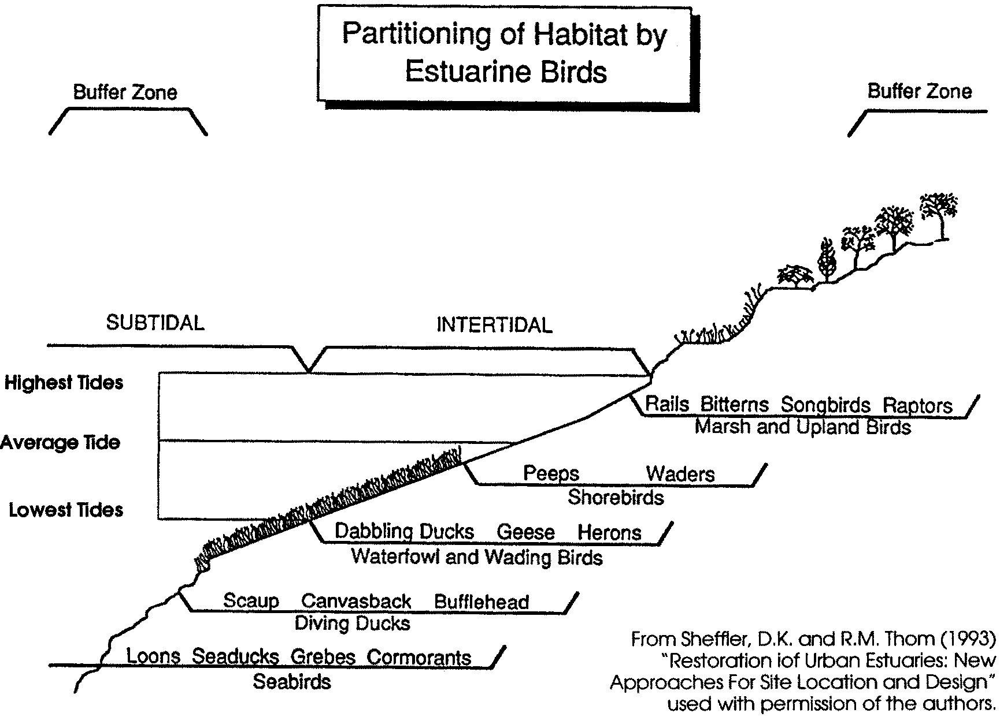 Partitioning of Habitat by
Estuarine Birds
Buffer Zone
Buffer Zone
SUBTIDAL
INTERTIDAL
Highest Tides
Average Tide
Lowest Tides
Rails Bitterns Songbirds Raptors
Marsh and Upland Birds
Peeps Waders
Shorebirds
Dabbling Ducks Geese Herons
Waterfowl and Wading Birds
Scaup Canvasback Bufflehead
Diving Ducks
Loons Seaducks Grebes Cormorants
Seabirds
From Sheffler, D.K. and R.M. Thom (1993)
"Restoration iof Urban Estuaries: New
Approaches For Site Location and Design"
used with permission of the authors.